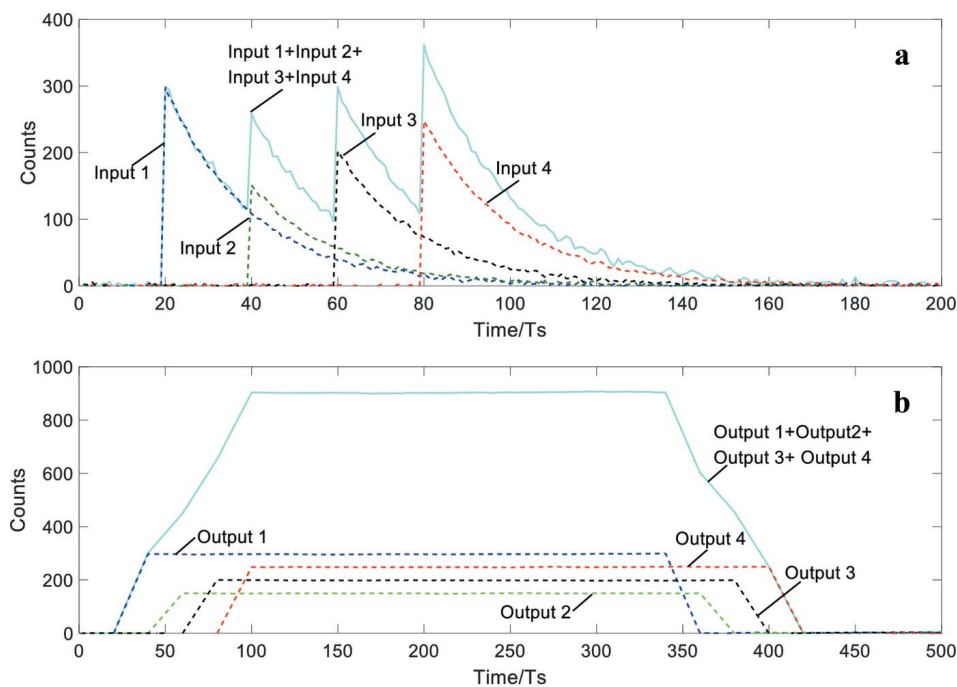 400
300
200
100
0
Counts
a
Input 1+Input 2+
Input 3+Input 4
Input 3
Input 1
Input 4
Input 2
0 20 40 60 80 100 120 140 160 180 200
Time/Ts
1000
800
600
400
200
0
Counts
b
Output 1+Output2+
Output 3+ Output 4
Output 1
Output 4
Output 3
Output 2
0 50 100 150 200 250 300 350 400 450 500
Time/Ts